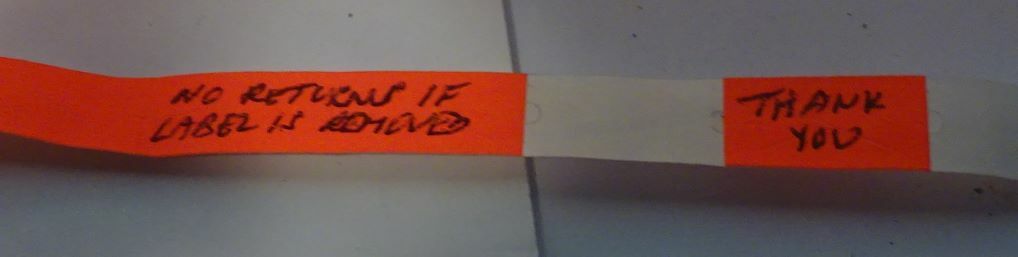 NO RETURNS IF
LABEL IS REMOVED
THANK
YOU